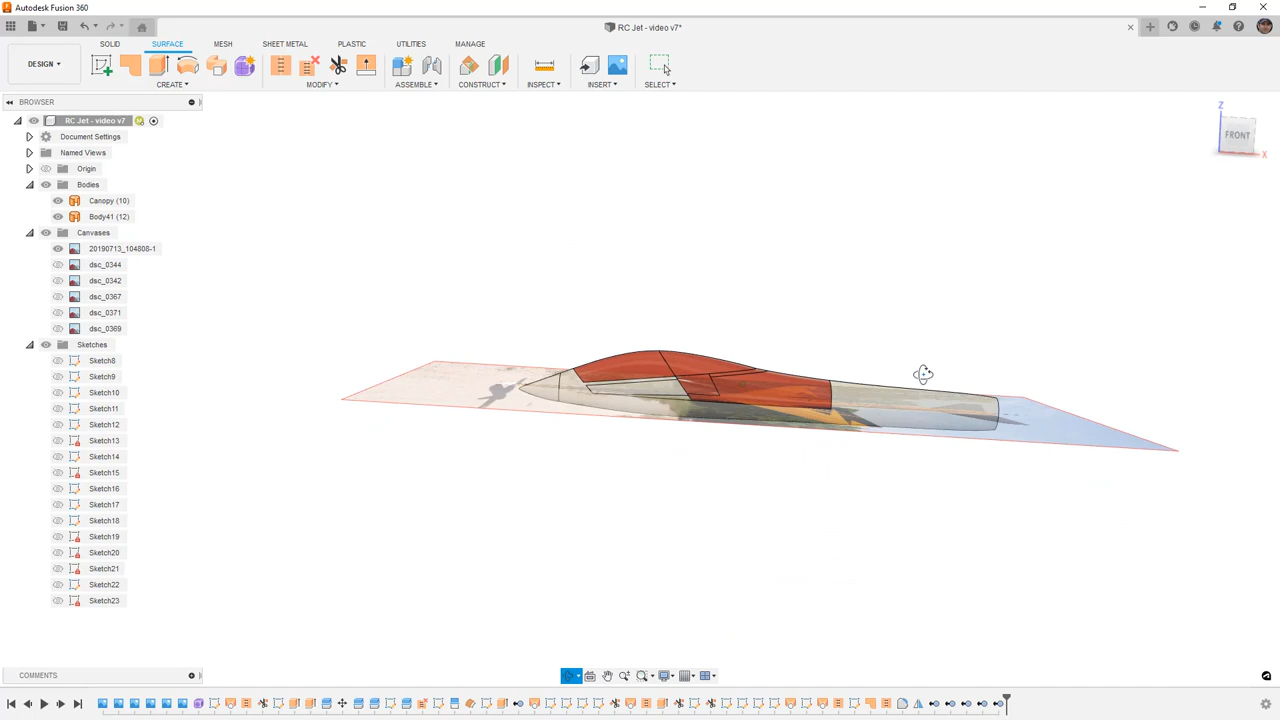 Autodesk Fusion 360
RC Jet - video v7*
DESIGN
SOLID
SURFACE
MESH
SHEET METAL
PLASTIC
UTILITIES
MANAGE
CREATE
MODIFY
ASSEMBLE
CONSTRUCT
INSPECT
INSERT
SELECT
BROWSER
RC Jet - video v7
Document Settings
Named Views
Origin
Bodies
Canopy (10)
Body41 (12)
Canvases
20190713_104808-1
dsc_0344
dsc_0342
dsc_0367
dsc_0371
dsc_0369
Sketches
Sketch8
Sketch9
Sketch10
Sketch11
Sketch12
Sketch13
Sketch14
Sketch15
Sketch16
Sketch17
Sketch18
Sketch19
Sketch20
Sketch21
Sketch22
Sketch23
Z
FRONT
X
COMMENTS